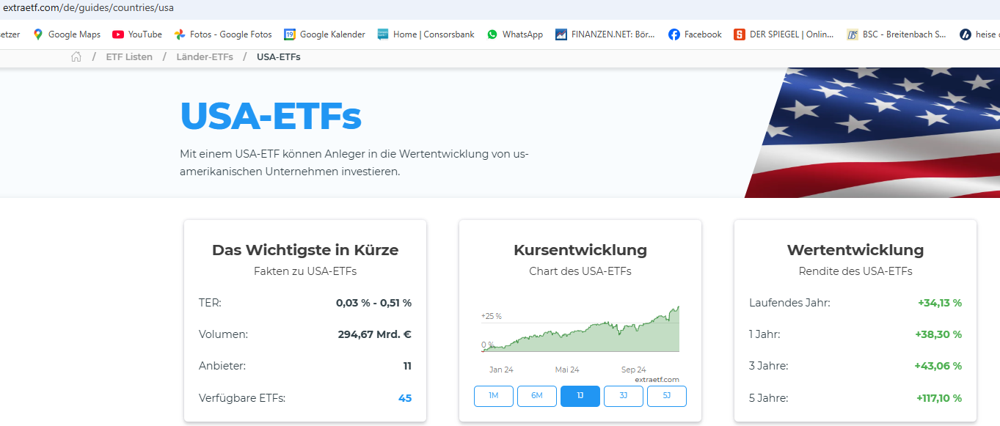 extraetf.com/de/guides/countries/usa
etzer Google Maps YouTube Fotos - Google Fotos Google Kalender Home | Consorsbank WhatsApp FINANZEN.NET: Bör... Facebook DER SPIEGEL | Onlin... BSC - Breitenbach S... heise
/ ETF Listen / Länder-ETFs / USA-ETFs
USA-ETFs
Mit einem USA-ETF können Anleger in die Wertentwicklung von us-
amerikanischen Unternehmen investieren.
Das Wichtigste in Kürze
Fakten zu USA-ETFs
TER: 0,03 % - 0,51 %
Volumen: 294,67 Mrd. €
Anbieter: 11
Verfügbare ETFs: 45
Kursentwicklung
Chart des USA-ETFs
+25 %
0 %
Jan 24 Mai 24 Sep 24
extraetf.com
1M 6M 1J 3J 5J
Wertentwicklung
Rendite des USA-ETFs
Laufendes Jahr: +34,13 %
1 Jahr: +38,30 %
3 Jahre: +43,06 %
5 Jahre: +117,10 %